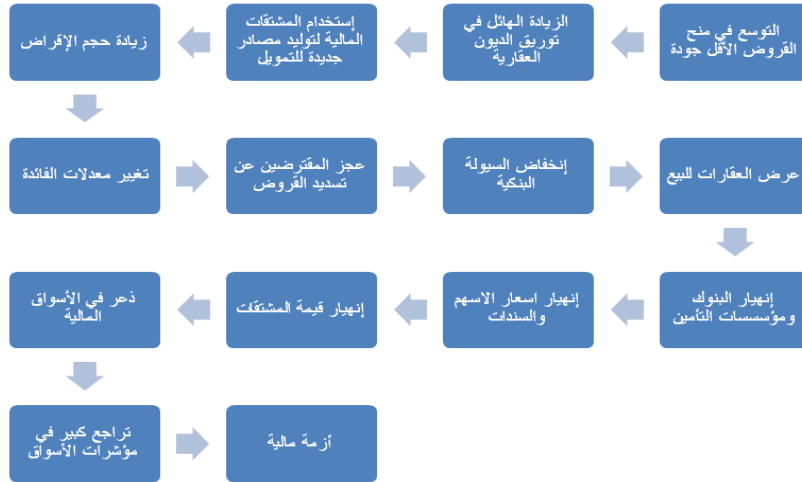 التوسع في منح
القروض الأقل جودة
الزيادة الهائل في
توريق الديون
العقارية
إستخدام المشتقات
المالية لتوليد مصادر
جديدة للتمويل
زيادة حجم الإقراض
تغيير معدلات الفائدة
عجز المقترضين عن
تسديد القروض
إنخفاض السيولة
البنكية
عرض العقارات للبيع
إنهيار البنوك
ومؤسسسات التأمين
إنهيار اسعار الاسهم
والسندات
إنهيار قيمة المشتقات
ذعر في الأسواق
المالية
تراجع كبير في
مؤشرات الأسواق
أزمة مالية